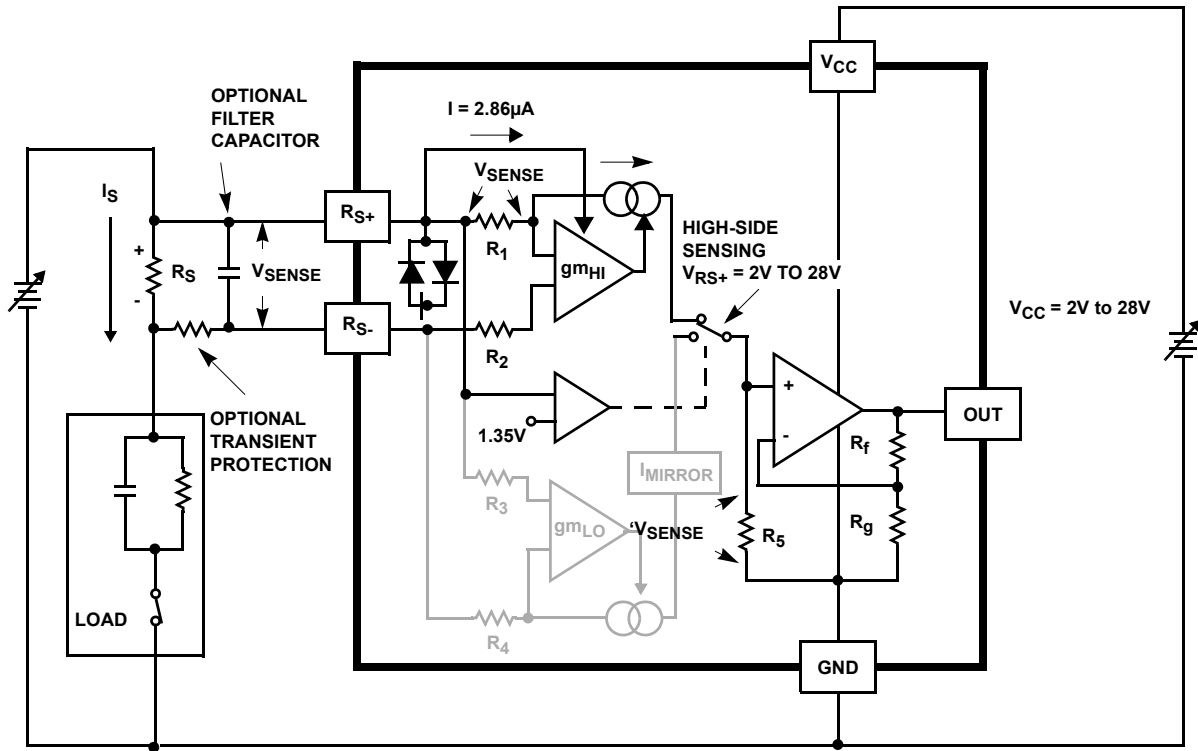 V_CC
OPTIONAL
FILTER
CAPACITOR
I = 2.86µA
I_S
V_SENSE
R_S+
R_1
gm_HI
HIGH-SIDE
SENSING
V_RS+ = 2V TO 28V
+
R_S
-
V_SENSE
R_S-
R_2
V_CC = 2V to 28V
OPTIONAL
TRANSIENT
PROTECTION
1.35V
+
-
OUT
R_f
I_MIRROR
R_3
gm_LO
'V_SENSE
R_5
R_g
LOAD
R_4
GND